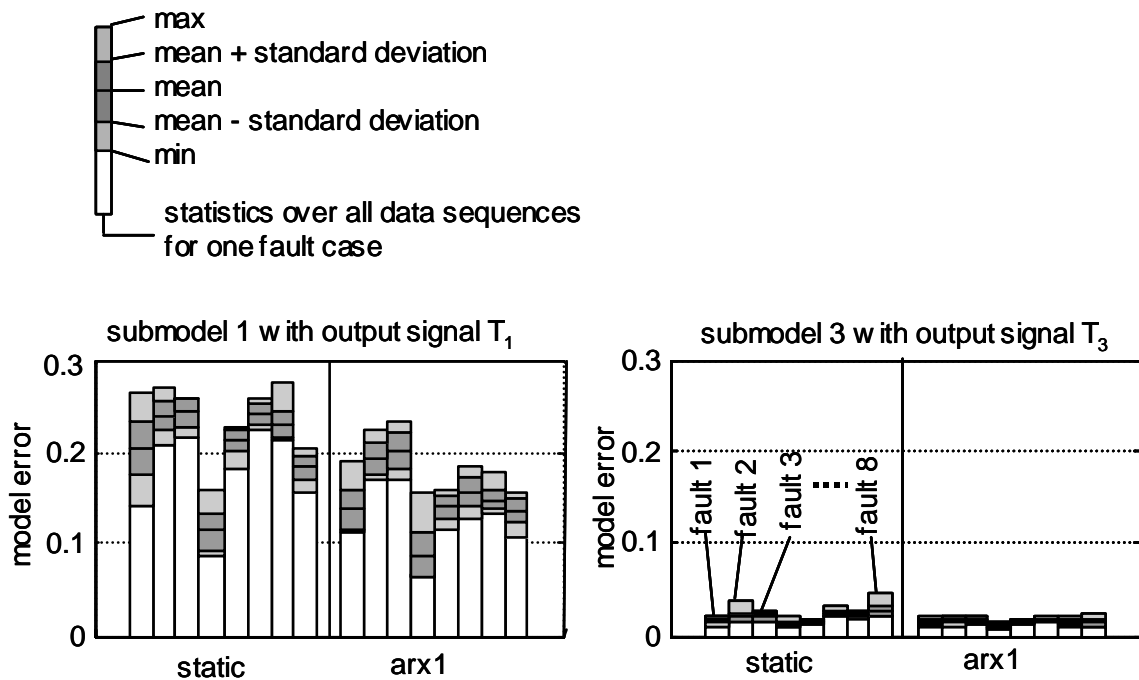 max
mean + standard deviation
mean
mean - standard deviation
min
statistics over all data sequences
for one fault case
submodel 1 with output signal T1
0.3
0.2
0.1
0
model error
static
arx1
submodel 3 with output signal T3
0.3
0.2
0.1
0
model error
fault 1
fault 2
fault 3
fault 8
static
arx1